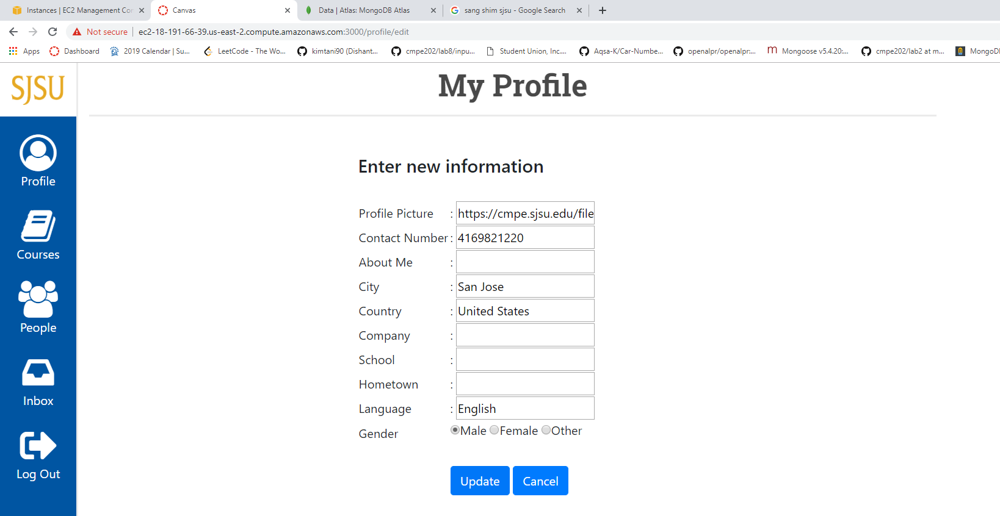 Instances | EC2 Management Con
Canvas
Data | Atlas: MongoDB Atlas
sang shim sjsu - Google Search
Not secure
ec2-18-191-66-39.us-east-2.compute.amazonaws.com:3000/profile/edit
Apps
Dashboard
2019 Calendar | Su...
LeetCode - The Wo...
kimtani90 (Dishant...
cmpe202/lab8/inpu...
Student Union, Inc....
Aqsa-K/Car-Numbe...
openalpr/openalpr:...
Mongoose v5.4.20:...
cmpe202/lab2 at m...
MongoDB
SJSU
My Profile
Profile
Courses
People
Inbox
Log Out
Enter new information
Profile Picture : https://cmpe.sjsu.edu/file
Contact Number : 4169821220
About Me :
City : San Jose
Country : United States
Company :
School :
Hometown :
Language : English
Gender Male Female Other
Update Cancel